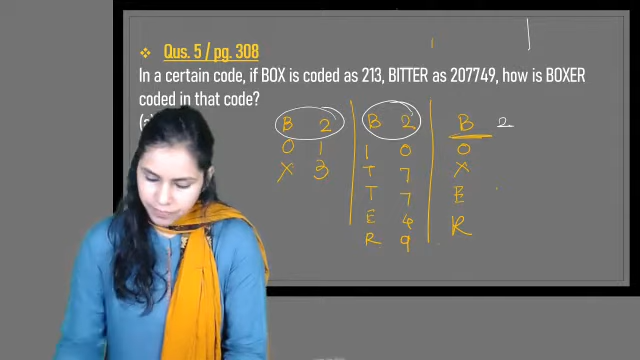 ❖ Qus. 5 / pg. 308
In a certain code, if BOX is coded as 213, BITTER as 207749, how is BOXER
coded in that code?
(a)
B 2
O 1
X 3
B 2
I 0
T 7
T 7
E 4
R 9
B 2
O
X
E
R